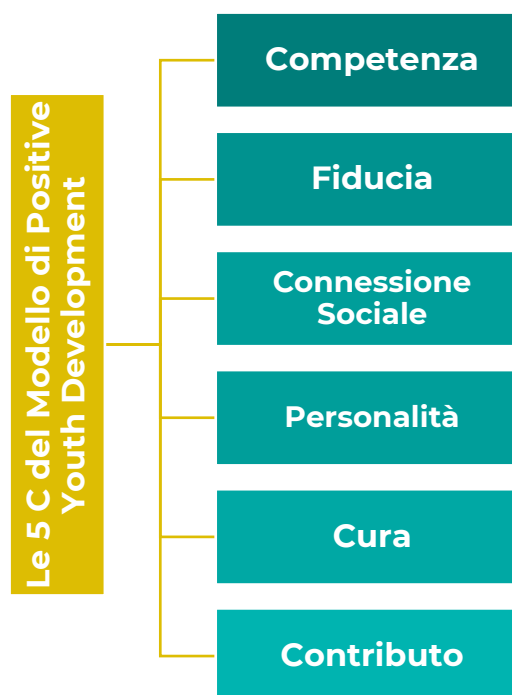 Le 5 C del Modello di Positive
Youth Development
Competenza
Fiducia
Connessione
Sociale
Personalità
Cura
Contributo